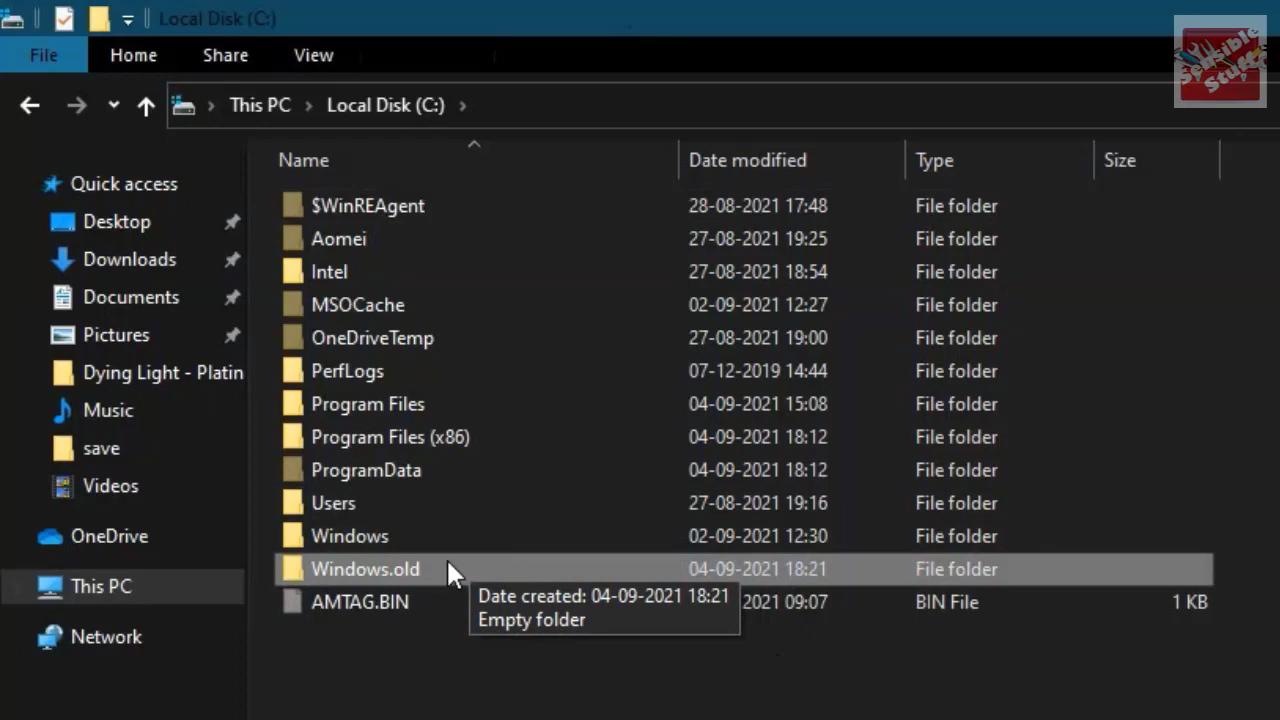 Local Disk (C:)
File Home Share View
Sensible Stuff
This PC > Local Disk (C:) >
Name Date modified Type Size
Quick access
Desktop
Downloads
Documents
Pictures
Dying Light - Platin
Music
save
Videos
OneDrive
This PC
Network
$WinREAgent 28-08-2021 17:48 File folder
Aomei 27-08-2021 19:25 File folder
Intel 27-08-2021 18:54 File folder
MSOCache 02-09-2021 12:27 File folder
OneDriveTemp 27-08-2021 19:00 File folder
PerfLogs 07-12-2019 14:44 File folder
Program Files 04-09-2021 15:08 File folder
Program Files (x86) 04-09-2021 18:12 File folder
ProgramData 04-09-2021 18:12 File folder
Users 27-08-2021 19:16 File folder
Windows 02-09-2021 12:30 File folder
Windows.old 04-09-2021 18:21 File folder
AMTAG.BIN 2021 09:07 BIN File 1 KB
Date created: 04-09-2021 18:21
Empty folder